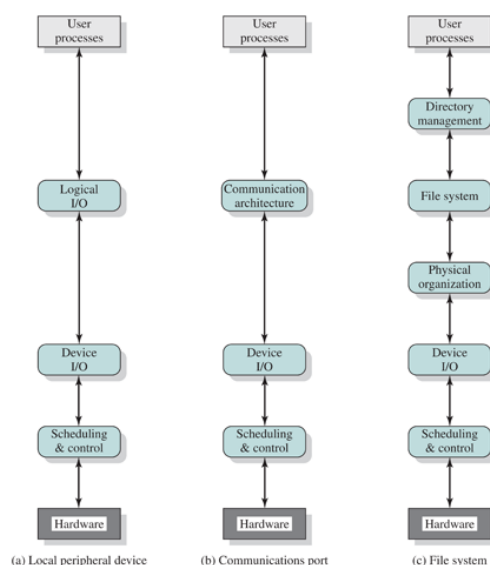 User
processes
Logical
I/O
Device
I/O
Scheduling
& control
Hardware
(a) Local peripheral device
User
processes
Communication
architecture
Device
I/O
Scheduling
& control
Hardware
(b) Communications port
User
processes
Directory
management
File system
Physical
organization
Device
I/O
Scheduling
& control
Hardware
(c) File system